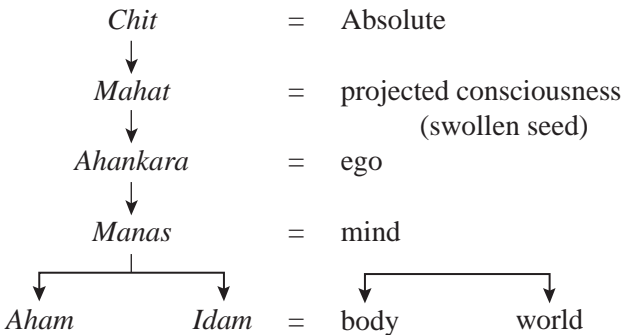 Chit = Absolute
Mahat = projected consciousness
(swollen seed)
Ahankara = ego
Manas = mind
Aham Idam = body world